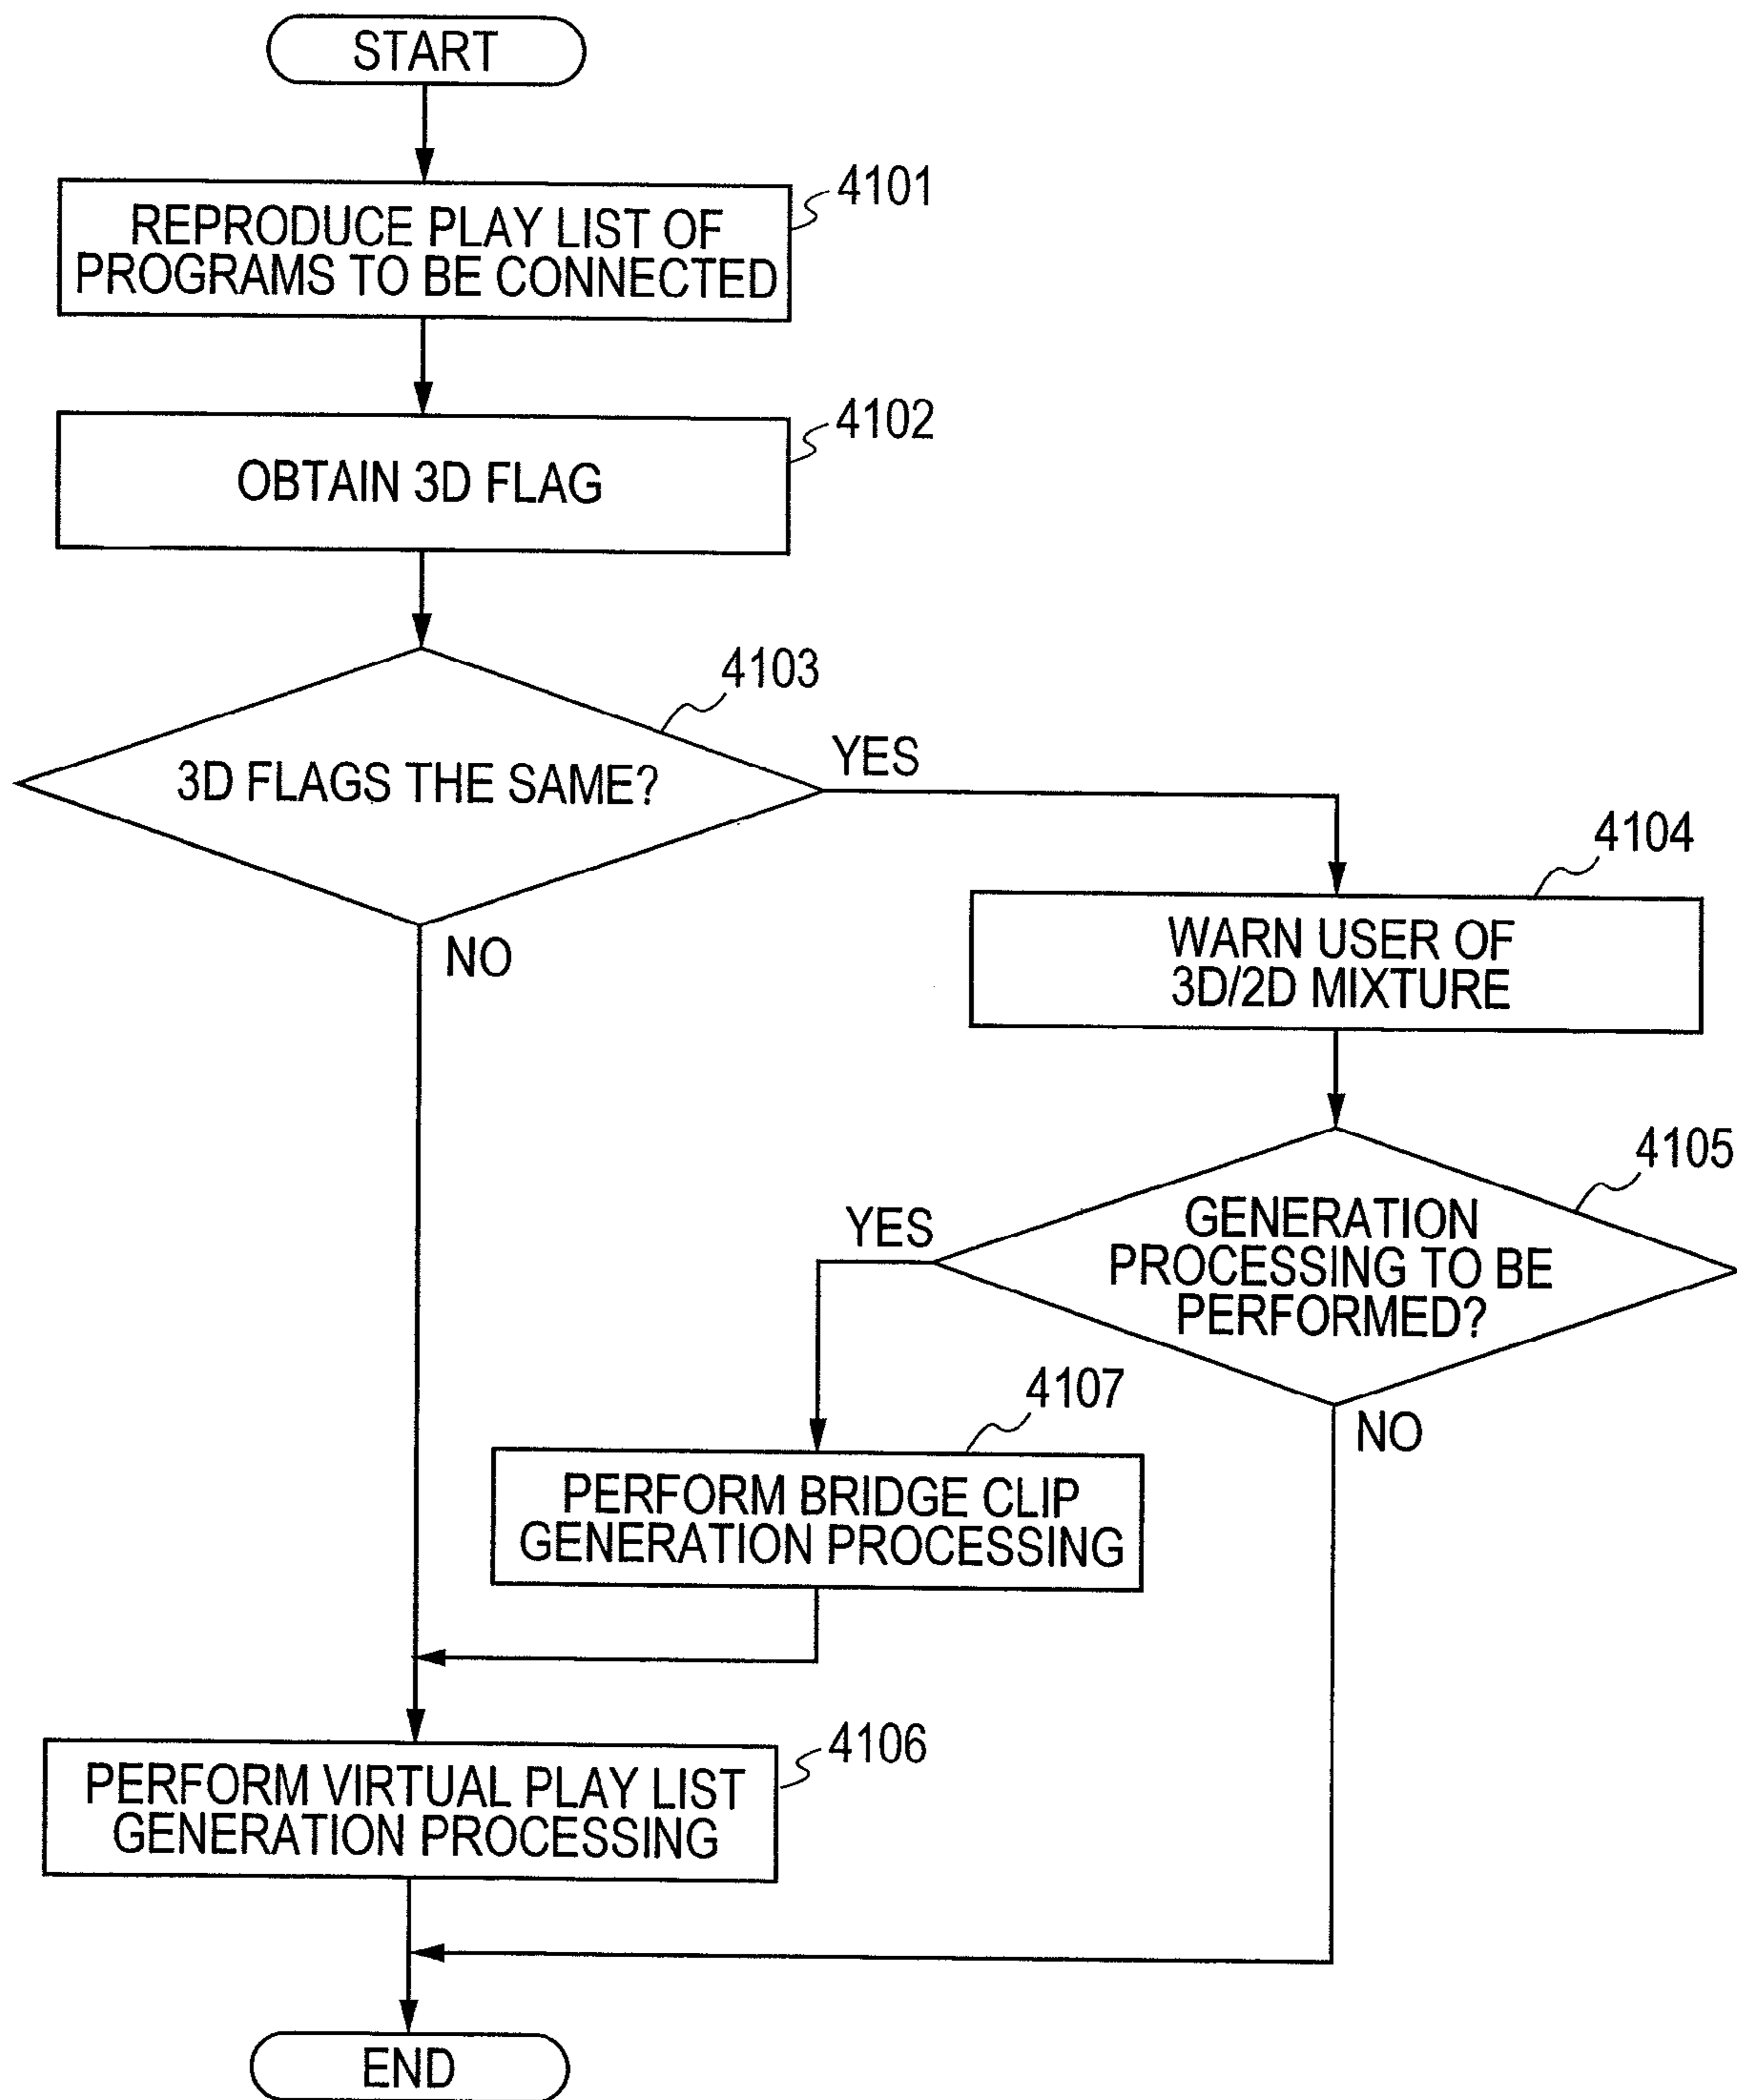 START
4101
REPRODUCE PLAY LIST OF
PROGRAMS TO BE CONNECTED
4102
OBTAIN 3D FLAG
4103
3D FLAGS THE SAME?
YES
NO
4104
WARN USER OF
3D/2D MIXTURE
4105
GENERATION
PROCESSING TO BE
PERFORMED?
YES
NO
4107
PERFORM BRIDGE CLIP
GENERATION PROCESSING
4106
PERFORM VIRTUAL PLAY LIST
GENERATION PROCESSING
END